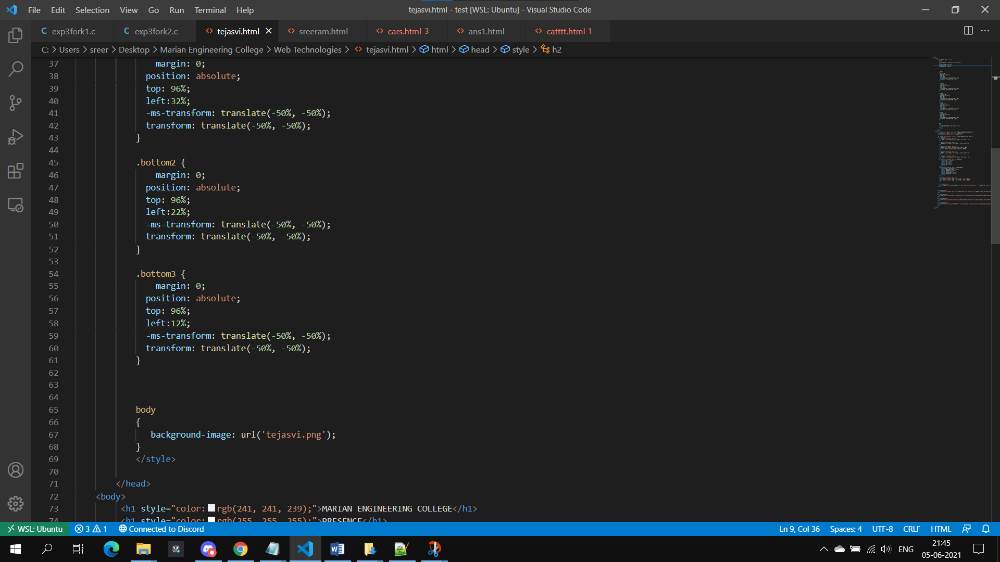 File Edit Selection View Go Run Terminal Help
tejasvi.html - test [WSL: Ubuntu] - Visual Studio Code
C exp3fork1.c C exp3fork2.c <> tejasvi.html <> sreeram.html <> cars.html 3 <> ans1.html <> catttt.html 1
C: > Users > sreer > Desktop > Marian Engineering College > Web Technologies > <> tejasvi.html > html > head > style > h2
37 margin: 0;
38 position: absolute;
39 top: 96%;
40 left:32%;
41 -ms-transform: translate(-50%, -50%);
42 transform: translate(-50%, -50%);
43 }
44
45 .bottom2 {
46 margin: 0;
47 position: absolute;
48 top: 96%;
49 left:22%;
50 -ms-transform: translate(-50%, -50%);
51 transform: translate(-50%, -50%);
52 }
53
54 .bottom3 {
55 margin: 0;
56 position: absolute;
57 top: 96%;
58 left:12%;
59 -ms-transform: translate(-50%, -50%);
60 transform: translate(-50%, -50%);
61 }
62
63
64
65 body
66 {
67 background-image: url('tejasvi.png');
68 }
69 </style>
70
71 </head>
72 <body>
73 <h1 style="color: rgb(241, 241, 239);">MARIAN ENGINEERING COLLEGE</h1>
74 <h1 style="color: rgb(255, 255, 255);">PRESENCE</h1>
WSL: Ubuntu 3 1 Connected to Discord Ln 9, Col 36 Spaces: 4 UTF-8 CRLF HTML
ENG 21:45
05-06-2021